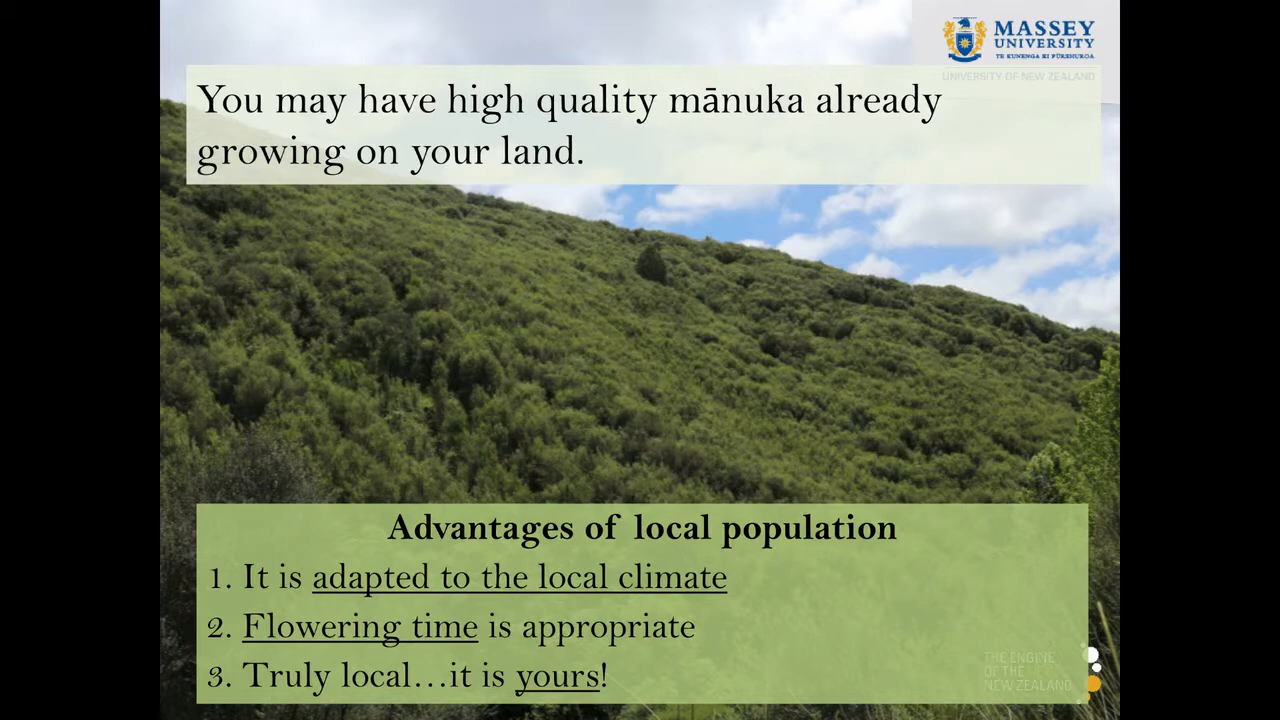 MASSEY
UNIVERSITY
TE KUNENGA KI PŪREHUROA
UNIVERSITY OF NEW ZEALAND
You may have high quality mānuka already
growing on your land.
Advantages of local population
1. It is adapted to the local climate
2. Flowering time is appropriate
3. Truly local…it is yours!
THE ENGINE
OF THE
NEW ZEALAND